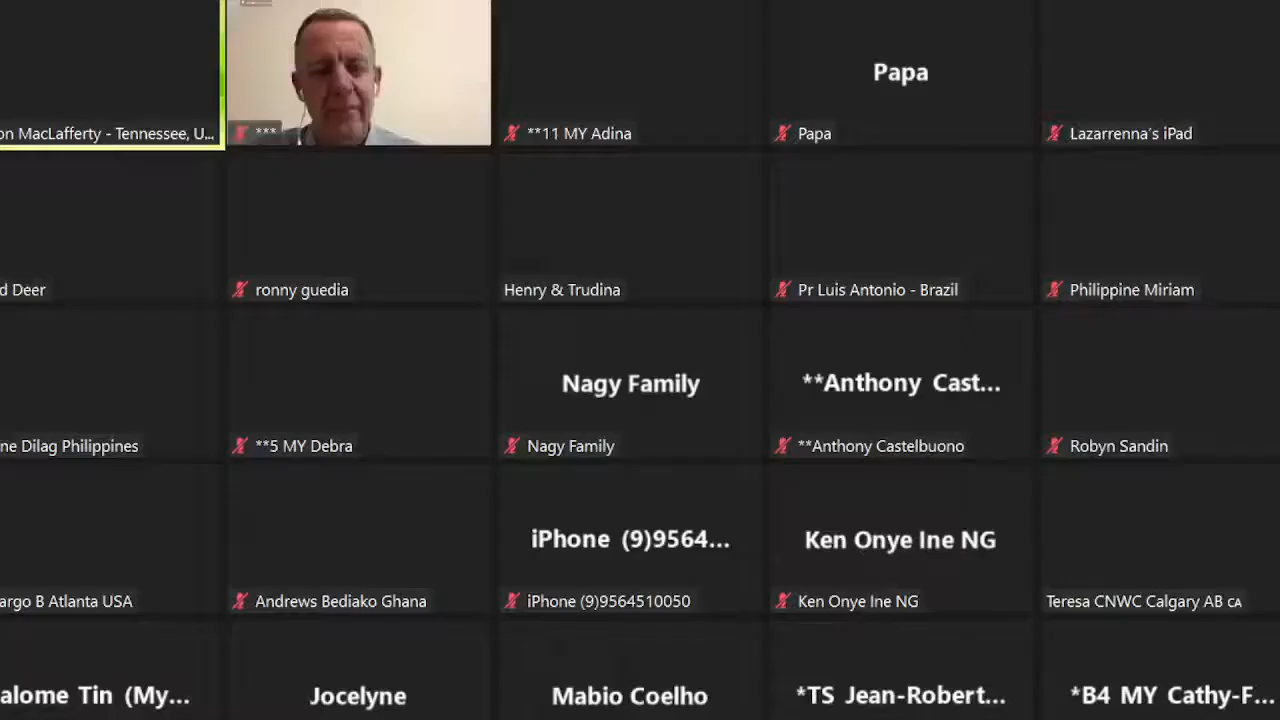 Papa
on MacLafferty - Tennessee, U...
***
**11 MY Adina
Papa
Lazarrenna's iPad
d Deer
ronny guedia
Henry & Trudina
Pr Luis Antonio - Brazil
Philippine Miriam
Nagy Family
**Anthony Cast...
ne Dilag Philippines
**5 MY Debra
Nagy Family
**Anthony Castelbuono
Robyn Sandin
iPhone (9)9564...
Ken Onye Ine NG
argo B Atlanta USA
Andrews Bediako Ghana
iPhone (9)9564510050
Ken Onye Ine NG
Teresa CNWC Calgary AB CA
alome Tin (My...
Jocelyne
Mabio Coelho
*TS Jean-Robert...
*B4 MY Cathy-F...